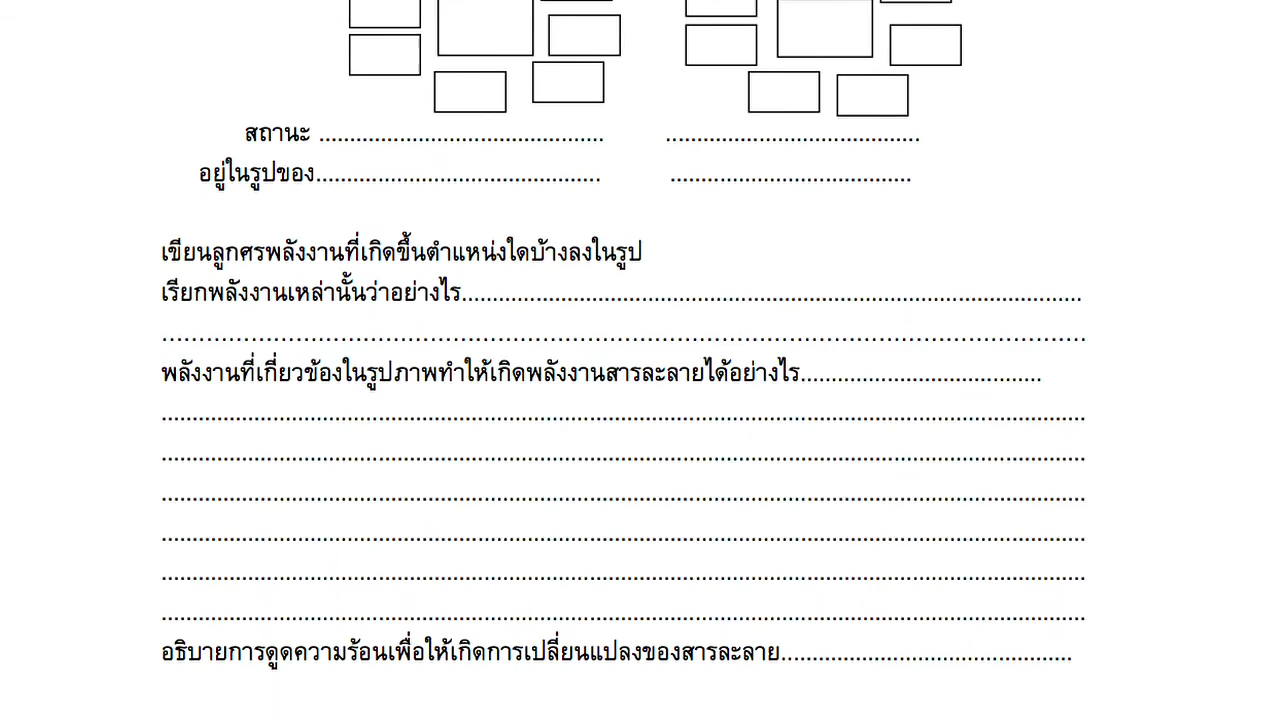 สถานะ ............................................... ..........................................
อยู่ในรูปของ............................................... ........................................
เขียนลูกศรพลังงานที่เกิดขึ้นตำแหน่งใดบ้างลงในรูป
เรียกพลังงานเหล่านั้นว่าอย่างไร.......................................................................................................
..........................................................................................
พลังงานที่เกี่ยวข้องในรูปภาพทำให้เกิดพลังงานสารละลายได้อย่างไร........................................
..........................................................................................................................................................
..........................................................................................................................................................
..........................................................................................................................................................
..........................................................................................................................................................
..........................................................................................................................................................
..........................................................................................................................................................
อธิบายการดูดความร้อนเพื่อให้เกิดการเปลี่ยนแปลงของสารละลาย................................................